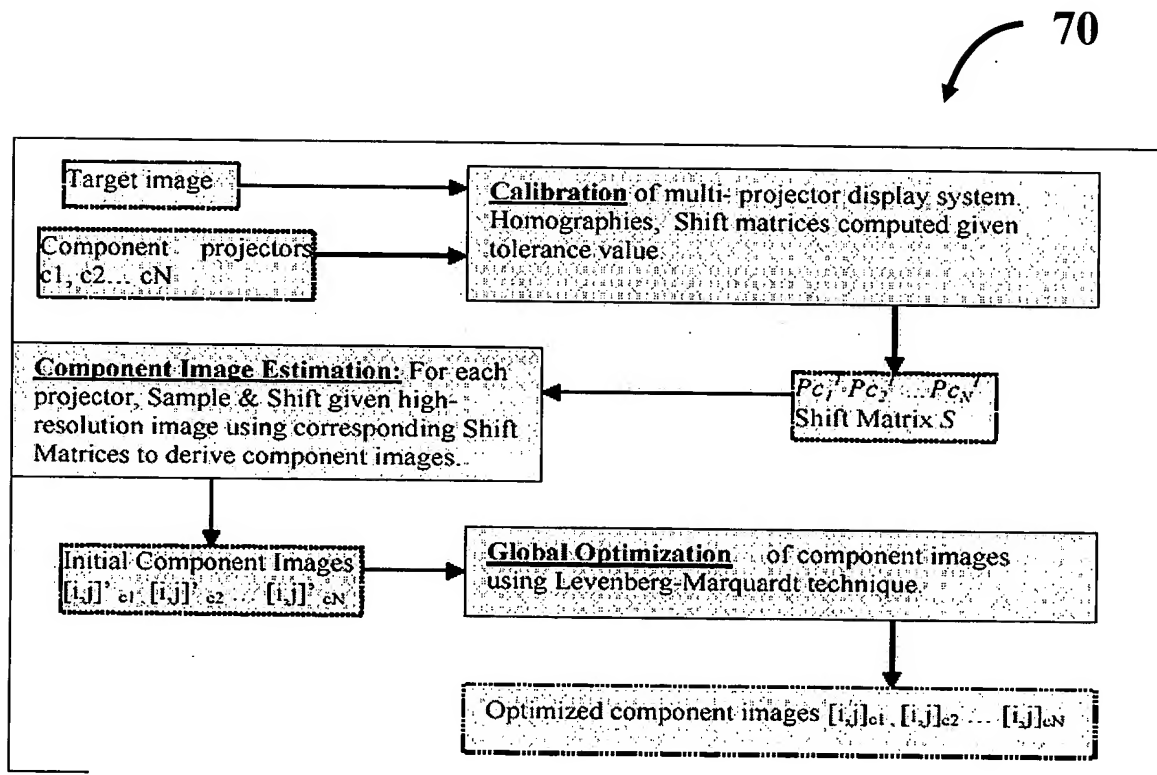 70
Target image
Component projectors
c1, c2... cN
Calibration of multi- projector display system.
Homographies, Shift matrices computed given
tolerance value
Component Image Estimation: For each
projector, Sample & Shift given high-
resolution image using corresponding Shift
Matrices to derive component images.
Pc₁ᵀ Pc₂ᵀ ...Pc_Nᵀ
Shift Matrix S
Initial Component Images
[i,j]' c1 [i,j]' c2 ... [i,j]' cN
Global Optimization of component images
using Levenberg-Marquardt technique.
Optimized component images [i,j]c1, [i,j]c2 ... [i,j]cN